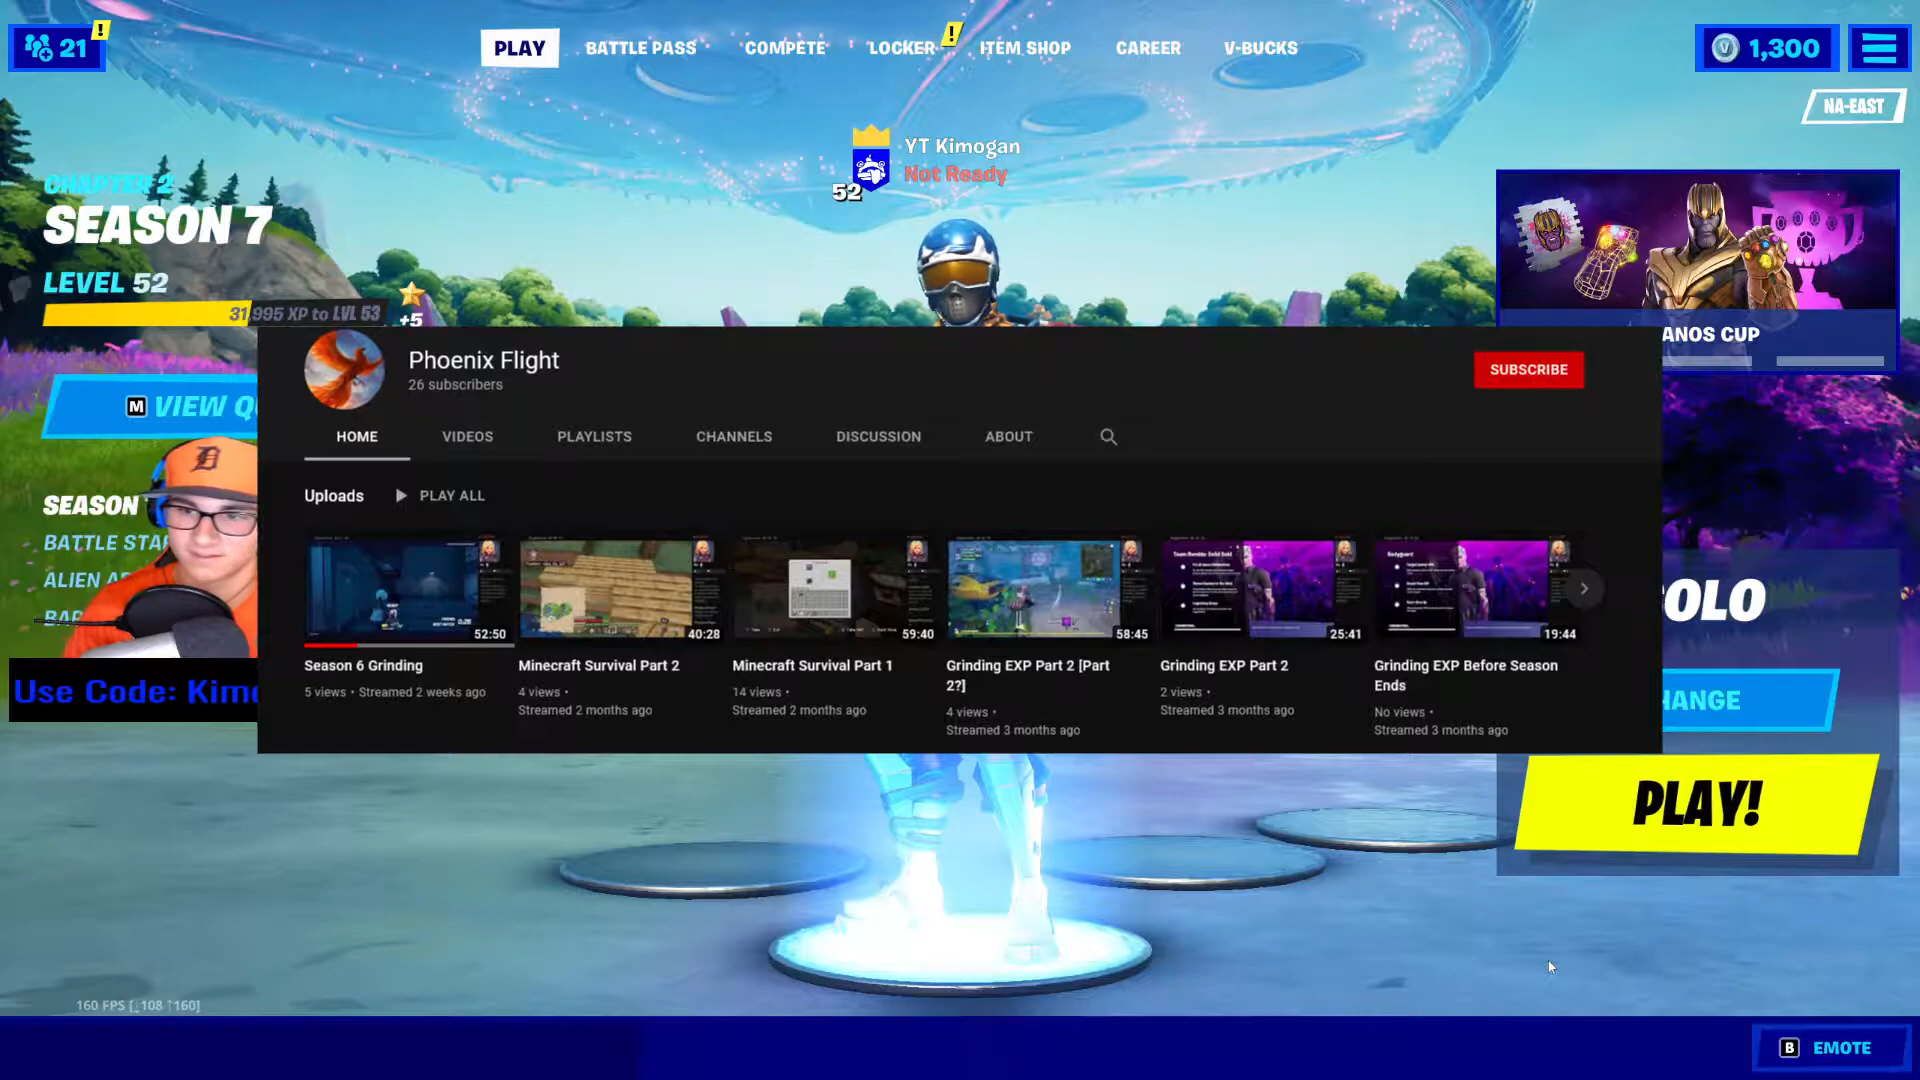 21
!
PLAY
BATTLE PASS
COMPETE
LOCKER
!
ITEM SHOP
CAREER
V-BUCKS
1,300
NA-EAST
YT Kimogan
Not Ready
52
CHAPTER 2
SEASON 7
LEVEL 52
31,995 XP to LVL 53
+5
ANOS CUP
M VIEW
Phoenix Flight
26 subscribers
SUBSCRIBE
HOME
VIDEOS
PLAYLISTS
CHANNELS
DISCUSSION
ABOUT
Uploads
PLAY ALL
SEASON
BATTLE STA
ALIEN A
52:50
40:28
59:40
58:45
25:41
19:44
Season 6 Grinding
5 views • Streamed 2 weeks ago
Minecraft Survival Part 2
4 views •
Streamed 2 months ago
Minecraft Survival Part 1
14 views •
Streamed 2 months ago
Grinding EXP Part 2 [Part
2?]
4 views •
Streamed 3 months ago
Grinding EXP Part 2
2 views •
Streamed 3 months ago
Grinding EXP Before Season
Ends
No views •
Streamed 3 months ago
Use Code: Kim
OLO
HANGE
PLAY!
160 FPS [↓108 ↑160]
B EMOTE